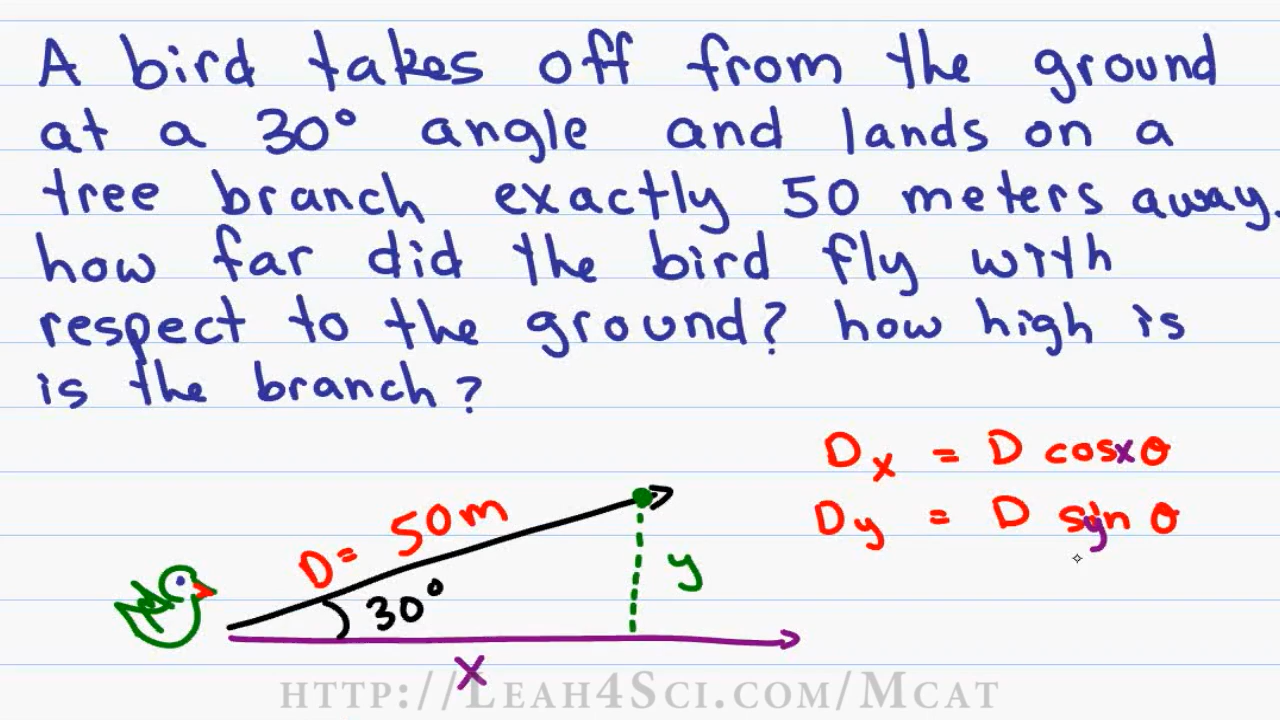 A bird takes off from the ground
at a 30° angle and lands on a
tree branch exactly 50 meters away.
how far did the bird fly with
respect to the ground? how high is
is the branch?
Dx = D cosxθ
Dy = D syin θ
D = 50m
30°
y
x
HTTP://LEAH4SCI.COM/MCAT